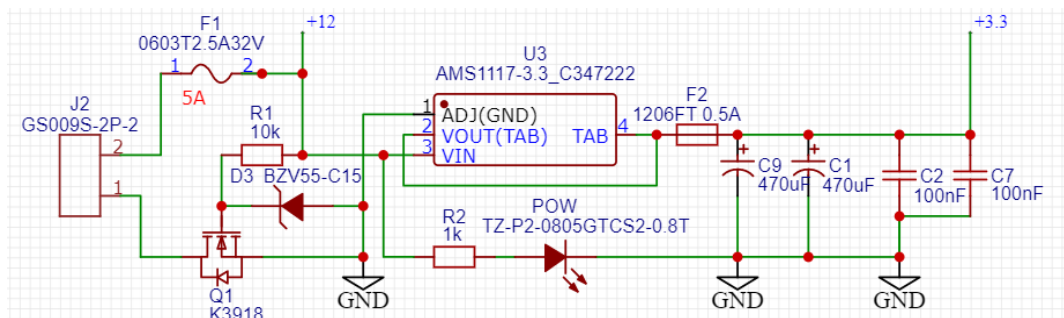 F1
0603T2.5A32V
1 2
5A
+12
J2
GS009S-2P-2
2
1
R1
10k
D3 BZV55-C15
Q1
K3918
U3
AMS1117-3.3_C347222
1 ADJ(GND)
2 VOUT(TAB) TAB 4
3 VIN
F2
1206FT 0.5A
+3.3
R2
1k
POW
TZ-P2-0805GTCS2-0.8T
+ C9
470uF
+ C1
470uF
C2
100nF
C7
100nF
GND
GND
GND